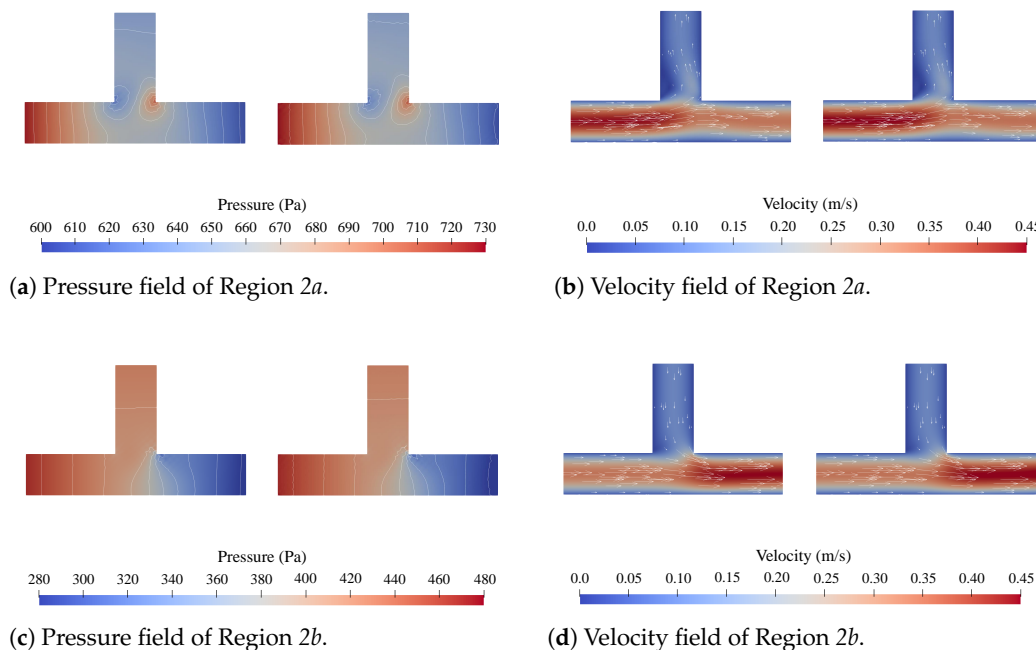 Pressure (Pa)
600 610 620 630 640 650 660 670 680 690 700 710 720 730
Velocity (m/s)
0.0 0.05 0.10 0.15 0.20 0.25 0.30 0.35 0.40 0.45
(a) Pressure field of Region 2a.
(b) Velocity field of Region 2a.
Pressure (Pa)
280 300 320 340 360 380 400 420 440 460 480
Velocity (m/s)
0.0 0.05 0.10 0.15 0.20 0.25 0.30 0.35 0.40 0.45
(c) Pressure field of Region 2b.
(d) Velocity field of Region 2b.